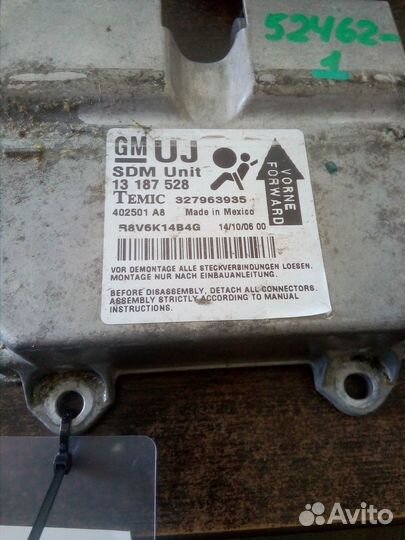 52462-
1
GM UJ
SDM Unit
13 187 528
TEMIC 327963935
402501 A8 Made in Mexico
R8V6K14B4G 14/10/06 00
VORNE
FORWARD
VOR DEMONTAGE ALLE STECKVERBINDUNGEN LOESEN.
MONTAGE NUR NACH EINBAUANLEITUNG.
BEFORE DISASSEMBLY, DETACH ALL CONNECTORS.
ASSEMBLY STRICTLY ACCORDING TO MANUAL
INSTRUCTIONS.
Avito